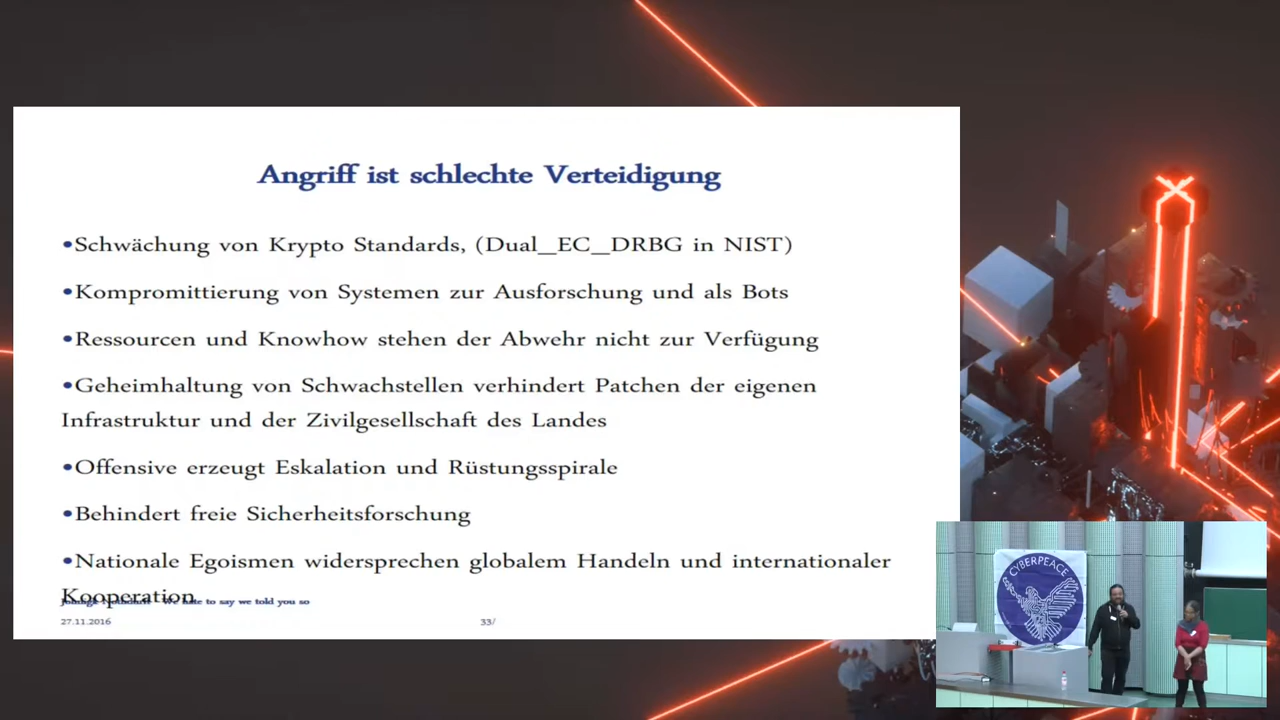 Angriff ist schlechte Verteidigung
•Schwächung von Krypto Standards, (Dual_EC_DRBG in NIST)
•Kompromittierung von Systemen zur Ausforschung und als Bots
•Ressourcen und Knowhow stehen der Abwehr nicht zur Verfügung
•Geheimhaltung von Schwachstellen verhindert Patchen der eigenen
Infrastruktur und der Zivilgesellschaft des Landes
•Offensive erzeugt Eskalation und Rüstungsspirale
•Behindert freie Sicherheitsforschung
•Nationale Egoismen widersprechen globalem Handeln und internationaler
Kooperation
to say we told you so
27.11.2016
33/
CYBERPEACE